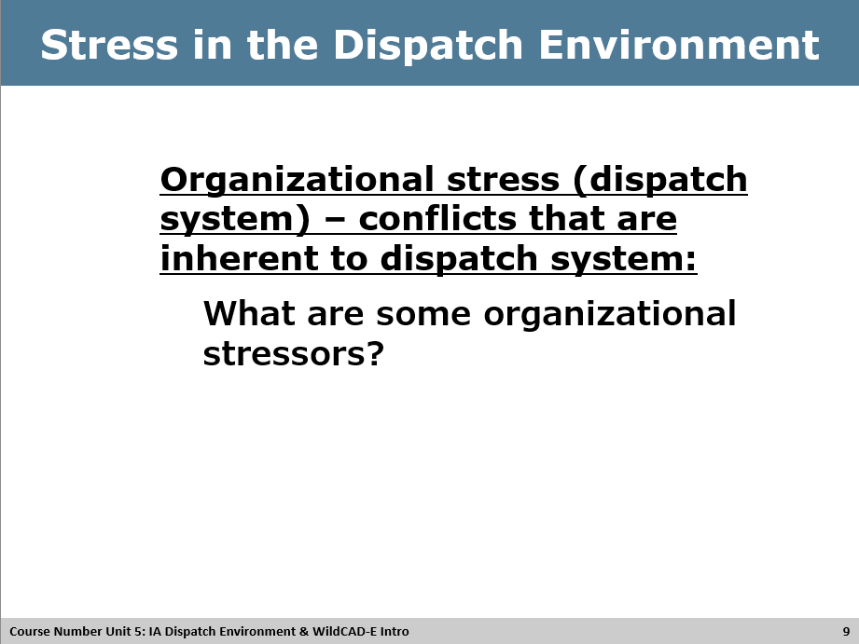 Stress in the Dispatch Environment
Organizational stress (dispatch
system) – conflicts that are
inherent to dispatch system:
What are some organizational
stressors?
Course Number Unit 5: IA Dispatch Environment & WildCAD-E Intro
9